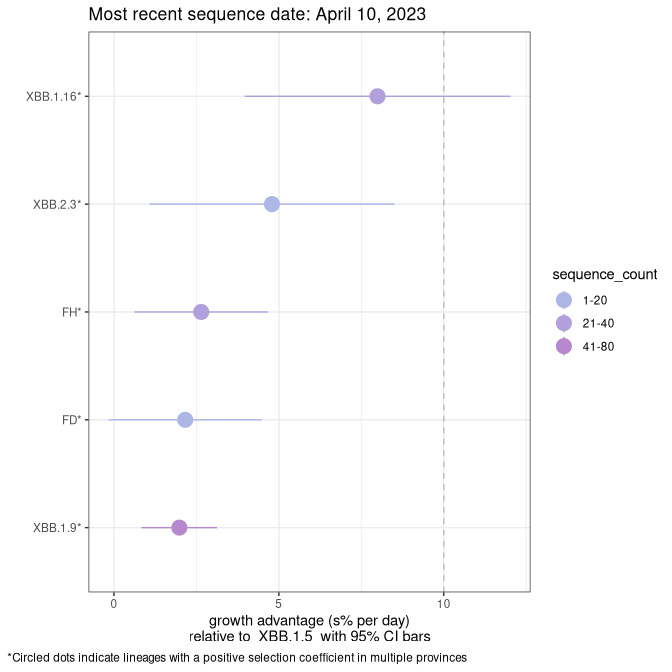 Most recent sequence date: April 10, 2023
XBB.1.16*
XBB.2.3*
FH*
FD*
XBB.1.9*
0
5
10
growth advantage (s% per day)
relative to XBB.1.5 with 95% CI bars
sequence_count
1-20
21-40
41-80
*Circled dots indicate lineages with a positive selection coefficient in multiple provinces